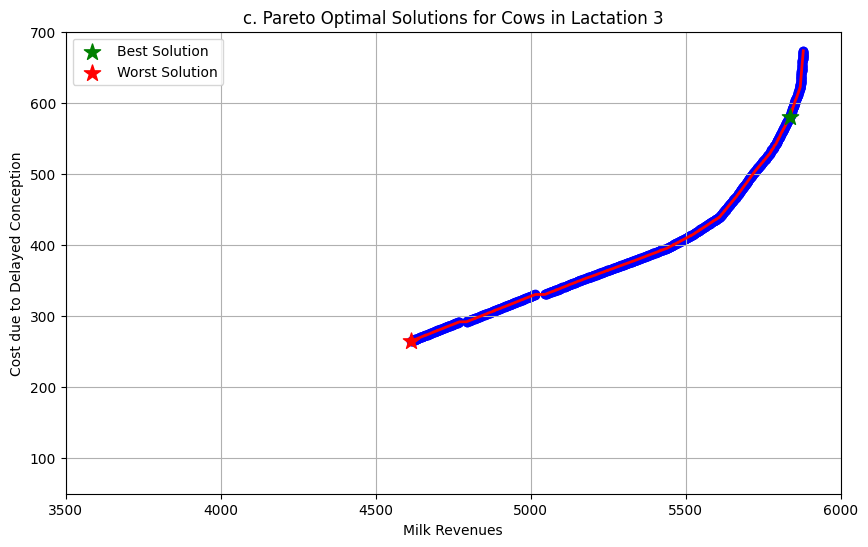 c. Pareto Optimal Solutions for Cows in Lactation 3
Best Solution
Worst Solution
Cost due to Delayed Conception
700
600
500
400
300
200
100
3500 4000 4500 5000 5500 6000
Milk Revenues